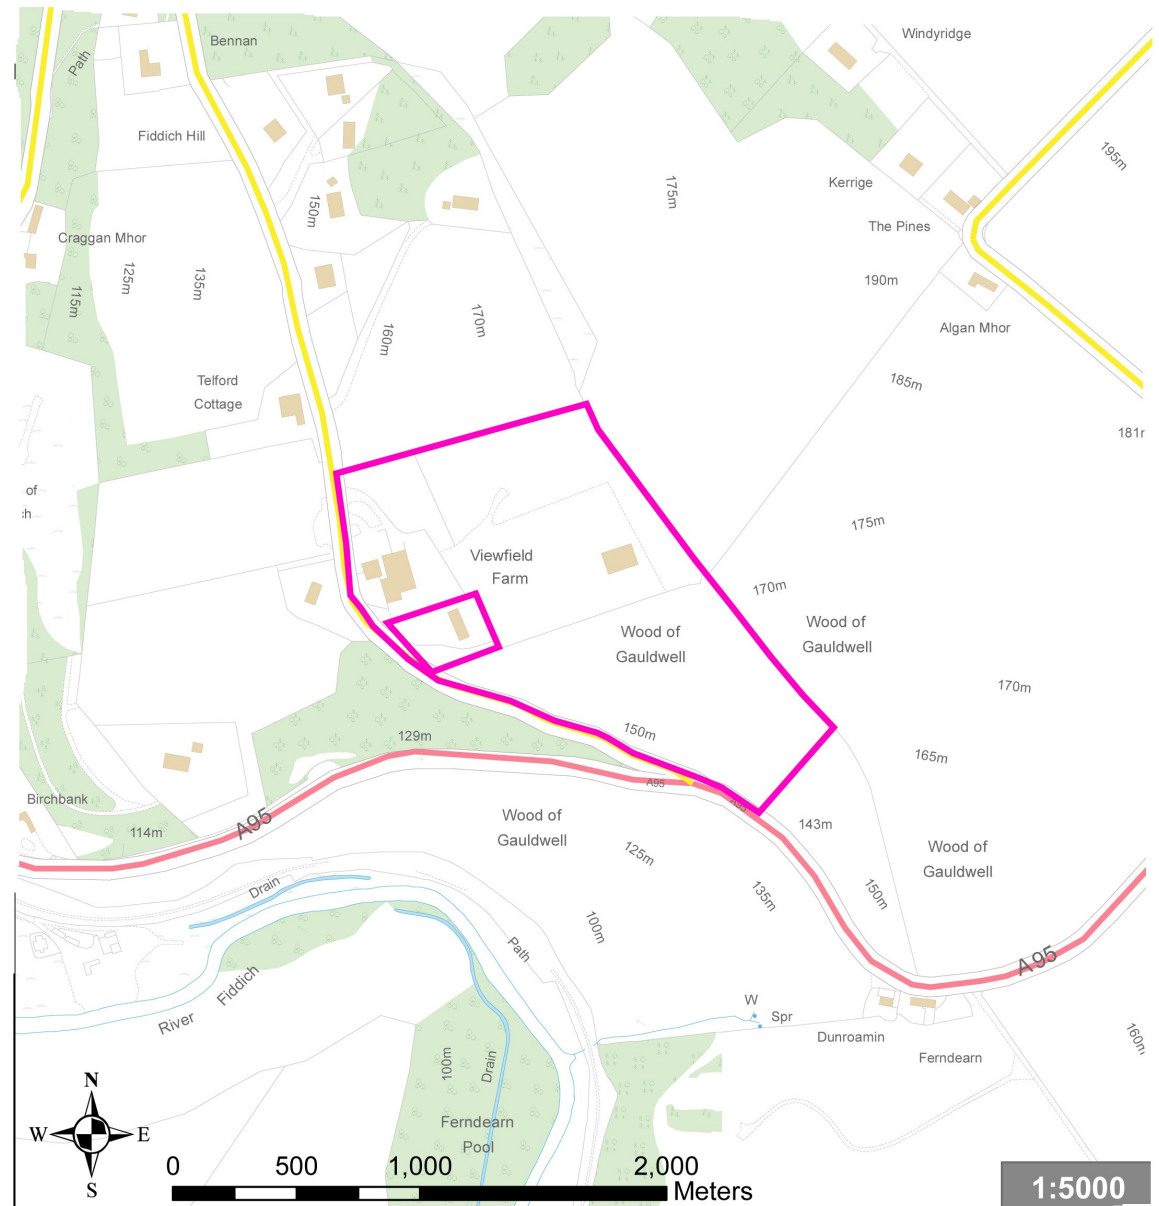 Bennan
Windyridge
Path
Fiddich Hill
195m
Kerrige
175m
150m
The Pines
Craggan Mhor
115m
125m
135m
190m
160m
170m
Algan Mhor
Telford
Cottage
185m
181r
of
:h
175m
Viewfield
Farm
170m
Wood of
Gauldwell
Wood of
Gauldwell
170m
129m
150m
165m
A95
A95
Birchbank
114m
A95
Wood of
Gauldwell
143m
125m
Wood of
Gauldwell
135m
150m
Drain
100m
Path
A95
River Fiddich
W
Spr
Dunroamin
Ferndearn
160m
100m
Drain
Ferndearn
Pool
N
W E
S
0 500 1,000 2,000
Meters
1:5000